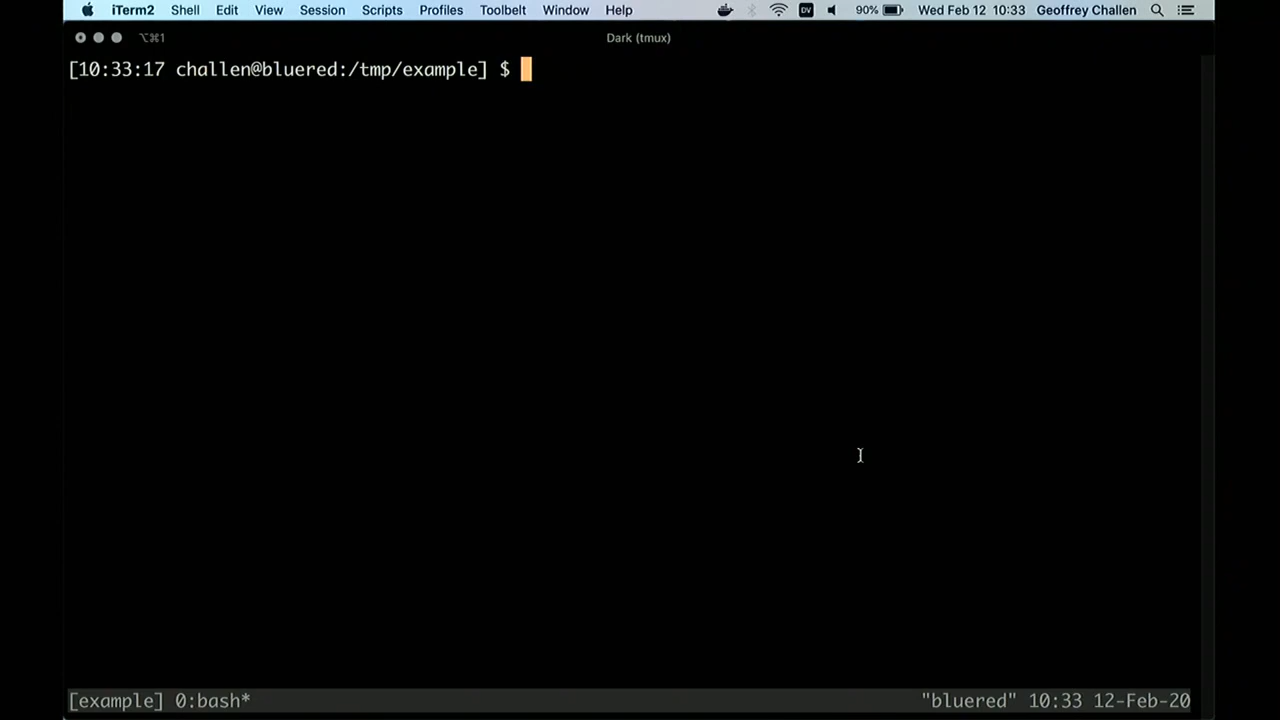 iTerm2 Shell Edit View Session Scripts Profiles Toolbelt Window Help DV 90% Wed Feb 12 10:33 Geoffrey Challen
⌥⌘1 Dark (tmux)
[10:33:17 challen@bluered:/tmp/example] $
[example] 0:bash* "bluered" 10:33 12-Feb-20